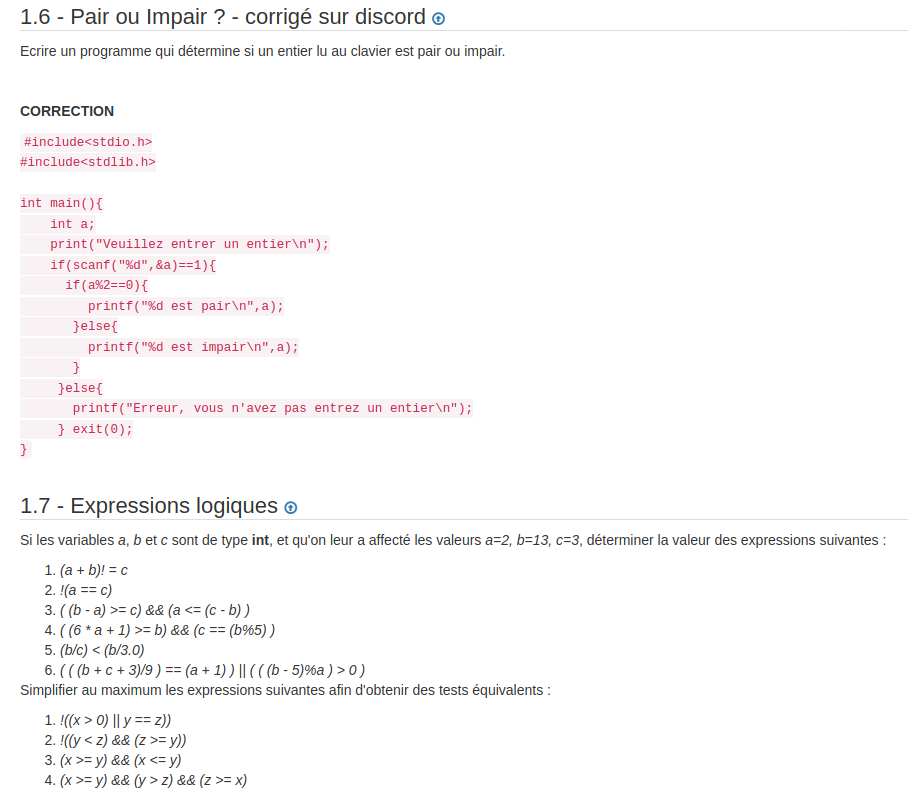 1.6 - Pair ou Impair ? - corrigé sur discord
Ecrire un programme qui détermine si un entier lu au clavier est pair ou impair.
CORRECTION
#include<stdio.h>
#include<stdlib.h>
int main(){
    int a;
    print("Veuillez entrer un entier\n");
    if(scanf("%d",&a)==1){
      if(a%2==0){
         printf("%d est pair\n",a);
       }else{
         printf("%d est impair\n",a);
       }
     }else{
       printf("Erreur, vous n'avez pas entrez un entier\n");
     } exit(0);
}
1.7 - Expressions logiques
Si les variables a, b et c sont de type int, et qu'on leur a affecté les valeurs a=2, b=13, c=3, déterminer la valeur des expressions suivantes :
1. (a + b)! = c
2. !(a == c)
3. ( (b - a) >= c) && (a <= (c - b) )
4. ( (6 * a + 1) >= b) && (c == (b%5) )
5. (b/c) < (b/3.0)
6. ( ( (b + c + 3)/9 ) == (a + 1) ) || ( ( (b - 5)%a ) > 0 )
Simplifier au maximum les expressions suivantes afin d'obtenir des tests équivalents :
1. !((x > 0) || y == z))
2. !((y < z) && (z >= y))
3. (x >= y) && (x <= y)
4. (x >= y) && (y > z) && (z >= x)